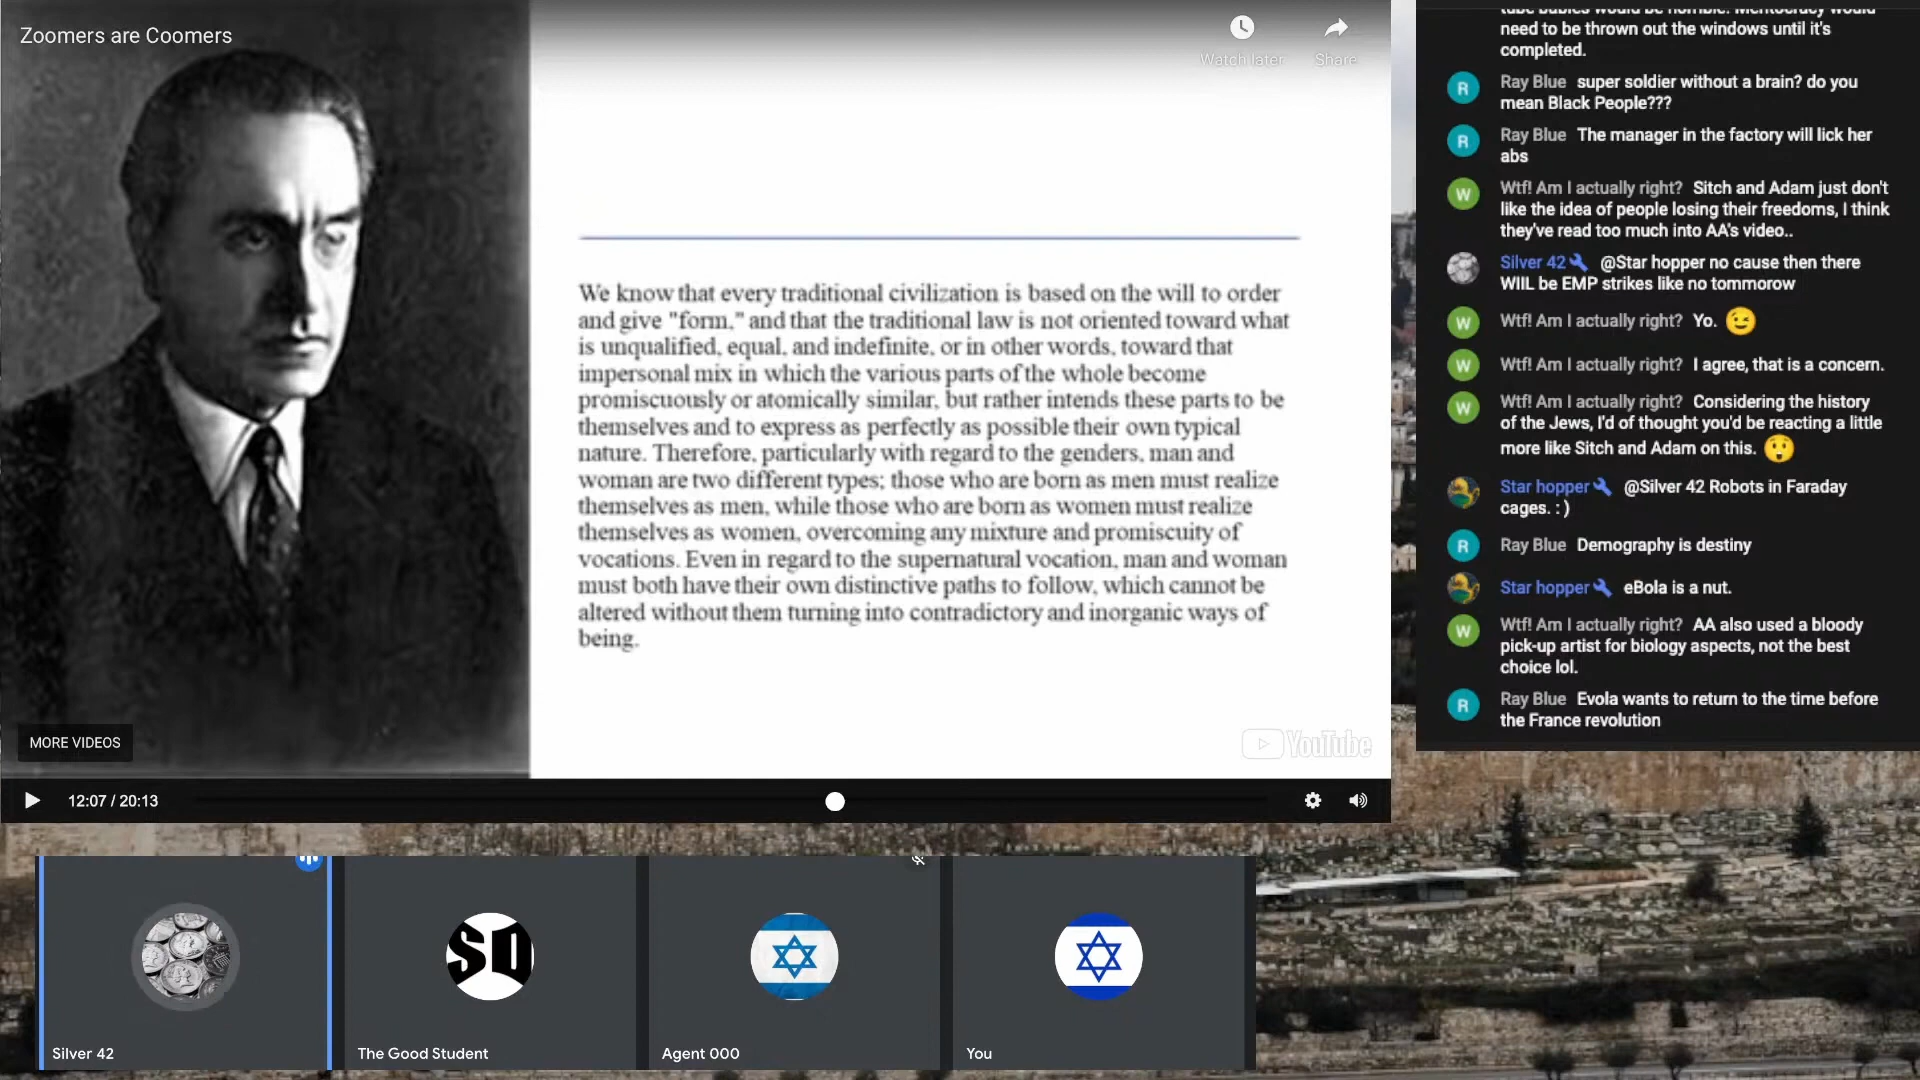 Zoomers are Coomers
Watch later
Share
We know that every traditional civilization is based on the will to order
and give "form," and that the traditional law is not oriented toward what
is unqualified, equal, and indefinite, or in other words, toward that
impersonal mix in which the various parts of the whole become
promiscuously or atomically similar, but rather intends these parts to be
themselves and to express as perfectly as possible their own typical
nature. Therefore, particularly with regard to the genders, man and
woman are two different types; those who are born as men must realize
themselves as men, while those who are born as women must realize
themselves as women, overcoming any mixture and promiscuity of
vocations. Even in regard to the supernatural vocation, man and woman
must both have their own distinctive paths to follow, which cannot be
altered without them turning into contradictory and inorganic ways of
being.
MORE VIDEOS
YouTube
12:07 / 20:13
tube babies would be horrible. Meritocracy would
need to be thrown out the windows until it's
completed.
R
Ray Blue super soldier without a brain? do you
mean Black People???
R
Ray Blue The manager in the factory will lick her
abs
W
Wtf! Am I actually right? Sitch and Adam just don't
like the idea of people losing their freedoms, I think
they've read too much into AA's video..
Silver 42 @Star hopper no cause then there
WIIL be EMP strikes like no tommorow
W
Wtf! Am I actually right? Yo. 😉
W
Wtf! Am I actually right? I agree, that is a concern.
W
Wtf! Am I actually right? Considering the history
of the Jews, I'd of thought you'd be reacting a little
more like Sitch and Adam on this. 😲
Star hopper @Silver 42 Robots in Faraday
cages. : )
R
Ray Blue Demography is destiny
Star hopper eBola is a nut.
W
Wtf! Am I actually right? AA also used a bloody
pick-up artist for biology aspects, not the best
choice lol.
R
Ray Blue Evola wants to return to the time before
the France revolution
Silver 42
SD
The Good Student
Agent 000
You